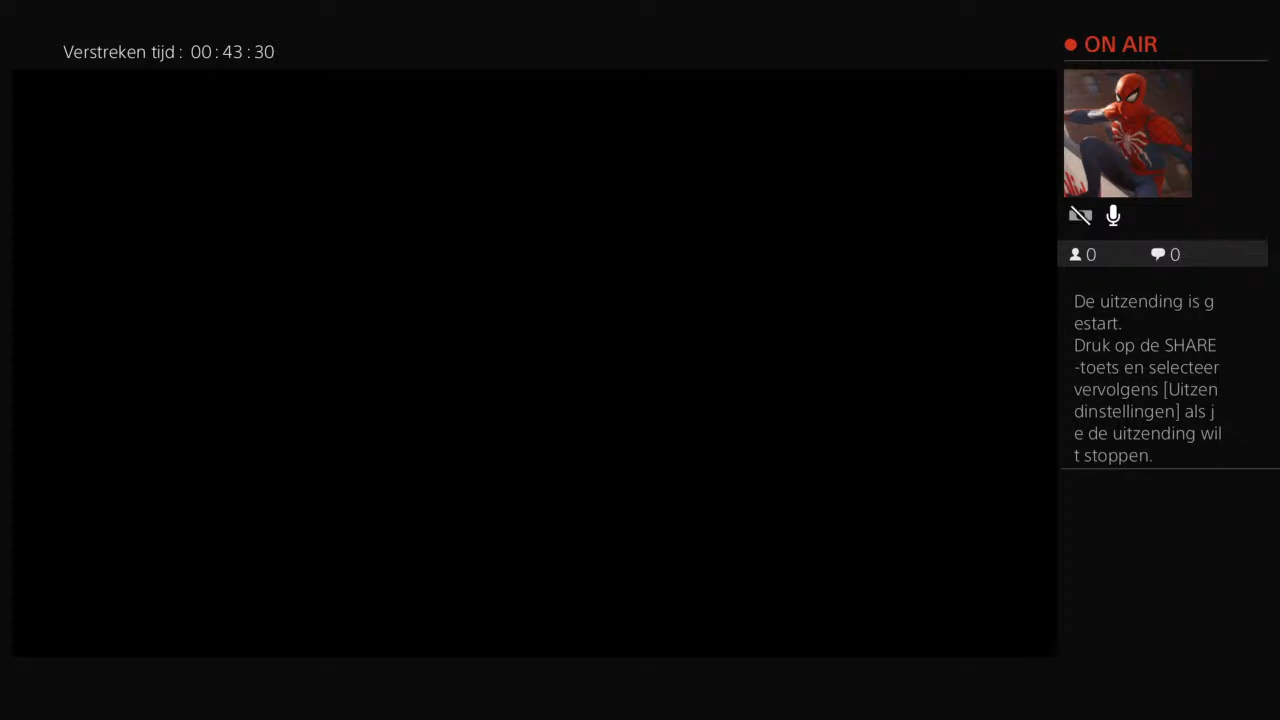 Verstreken tijd : 00 : 43 : 30
ON AIR
0 0
De uitzending is g
estart.
Druk op de SHARE
-toets en selecteer
vervolgens [Uitzen
dinstellingen] als j
e de uitzending wil
t stoppen.